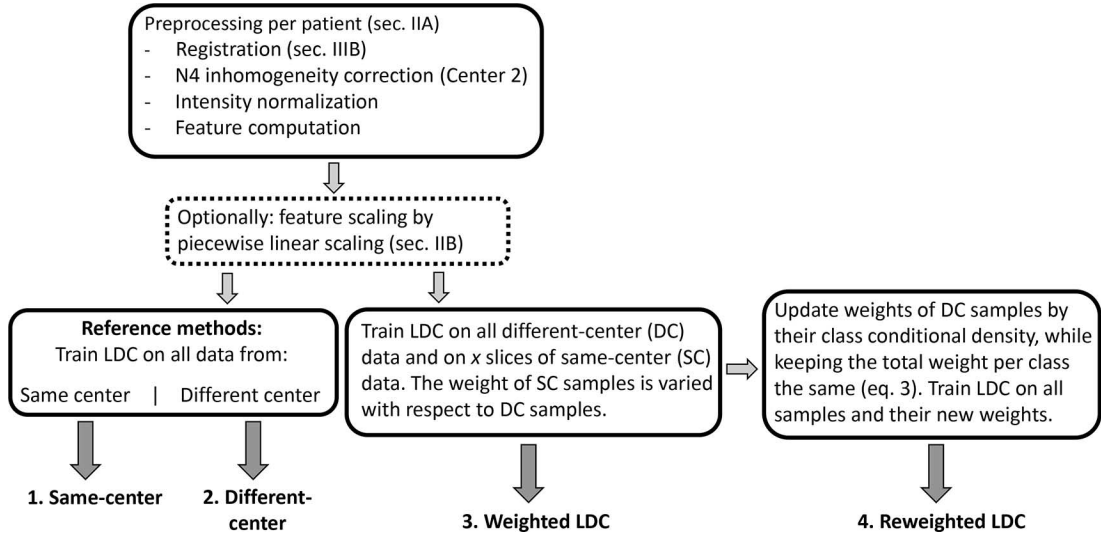 Preprocessing per patient (sec. IIA)
- Registration (sec. IIIB)
- N4 inhomogeneity correction (Center 2)
- Intensity normalization
- Feature computation
Optionally: feature scaling by
piecewise linear scaling (sec. IIB)
Reference methods:
Train LDC on all data from:
Same center | Different center
Train LDC on all different-center (DC)
data and on x slices of same-center (SC)
data. The weight of SC samples is varied
with respect to DC samples.
Update weights of DC samples by
their class conditional density, while
keeping the total weight per class
the same (eq. 3). Train LDC on all
samples and their new weights.
1. Same-center
2. Different-
center
3. Weighted LDC
4. Reweighted LDC